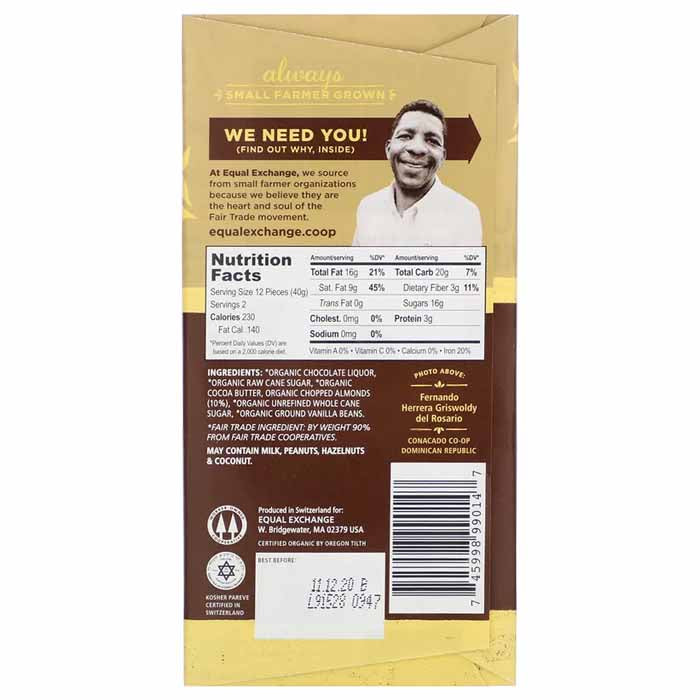 always
SMALL FARMER GROWN
WE NEED YOU!
(FIND OUT WHY, INSIDE)
At Equal Exchange, we source
from small farmer organizations
because we believe they are
the heart and soul of the
Fair Trade movement.
equalexchange.coop
Nutrition
Facts
Serving Size 12 Pieces (40g)
Servings 2
Calories 230
Fat Cal. 140
*Percent Daily Values (DV) are
based on a 2,000 calorie diet.
Amount/serving %DV* Amount/serving %DV*
Total Fat 16g 21% Total Carb 20g 7%
Sat. Fat 9g 45% Dietary Fiber 3g 11%
Trans Fat 0g Sugars 16g
Cholest. 0mg 0% Protein 3g
Sodium 0mg 0%
Vitamin A 0% • Vitamin C 0% • Calcium 0% • Iron 20%
INGREDIENTS: *ORGANIC CHOCOLATE LIQUOR,
*ORGANIC RAW CANE SUGAR, *ORGANIC
COCOA BUTTER, ORGANIC CHOPPED ALMONDS
(10%), *ORGANIC UNREFINED WHOLE CANE
SUGAR, *ORGANIC GROUND VANILLA BEANS.
*FAIR TRADE INGREDIENT: BY WEIGHT 90%
FROM FAIR TRADE COOPERATIVES.
MAY CONTAIN MILK, PEANUTS, HAZELNUTS
& COCONUT.
PHOTO ABOVE:
Fernando
Herrera Griswoldy
del Rosario
CONACADO CO-OP
DOMINICAN REPUBLIC
Produced in Switzerland for:
EQUAL EXCHANGE
W. Bridgewater, MA 02379 USA
CERTIFIED ORGANIC BY OREGON TILTH
KOSHER PAREVE
CERTIFIED IN
SWITZERLAND
BEST BEFORE:
11.12.20 B
L91528 0947
7 45998 99014 7